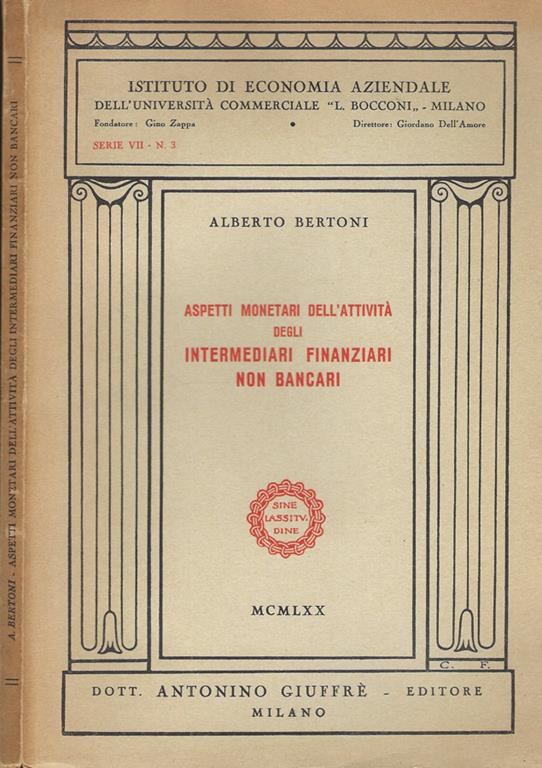 ISTITUTO DI ECONOMIA AZIENDALE
DELL'UNIVERSITÀ COMMERCIALE "L. BOCCONI„ - MILANO
Fondatore: Gino Zappa • Direttore: Giordano Dell'Amore
SERIE VII - N. 3
ALBERTO BERTONI
ASPETTI MONETARI DELL'ATTIVITÀ
DEGLI
INTERMEDIARI FINANZIARI
NON BANCARI
SINE
LASSITV
DINE
MCMLXX
C. F.
DOTT. ANTONINO GIUFFRÈ - EDITORE
MILANO
A. BERTONI - ASPETTI MONETARI DELL'ATTIVITÀ DEGLI INTERMEDIARI FINANZIARI NON BANCARI